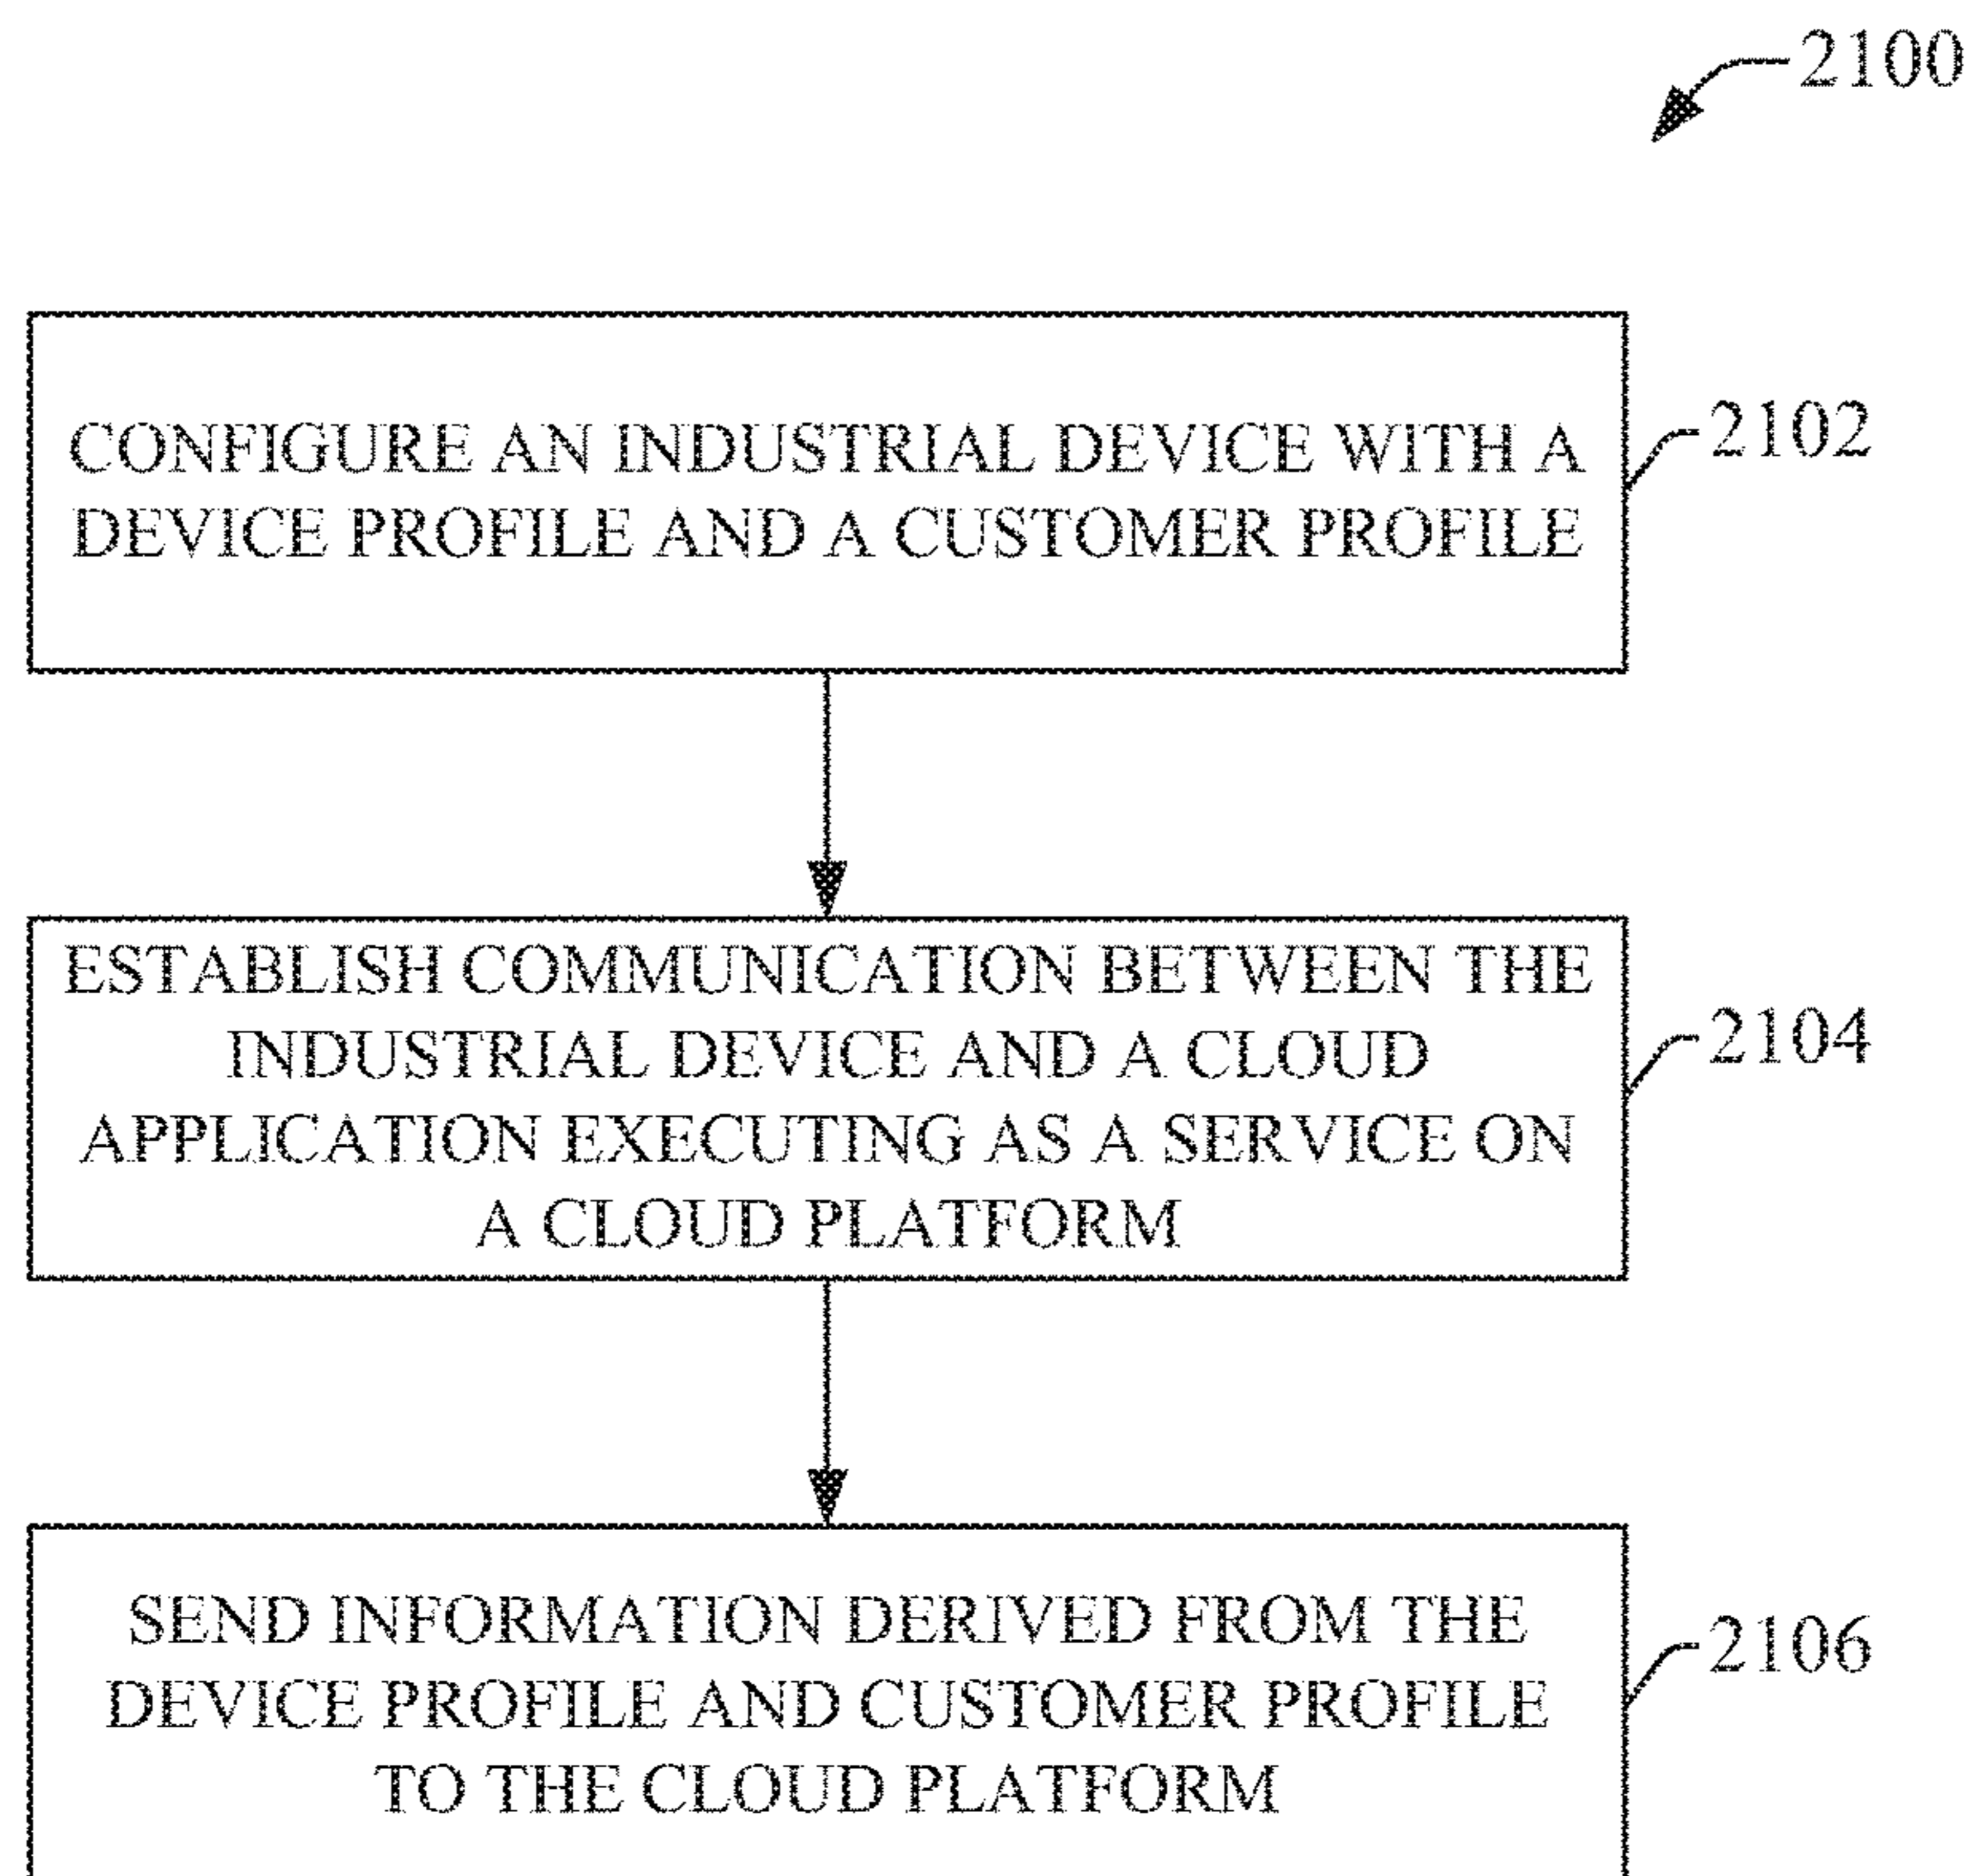 2100
CONFIGURE AN INDUSTRIAL DEVICE WITH A
DEVICE PROFILE AND A CUSTOMER PROFILE
2102
ESTABLISH COMMUNICATION BETWEEN THE
INDUSTRIAL DEVICE AND A CLOUD
APPLICATION EXECUTING AS A SERVICE ON
A CLOUD PLATFORM
2104
SEND INFORMATION DERIVED FROM THE
DEVICE PROFILE AND CUSTOMER PROFILE
TO THE CLOUD PLATFORM
2106